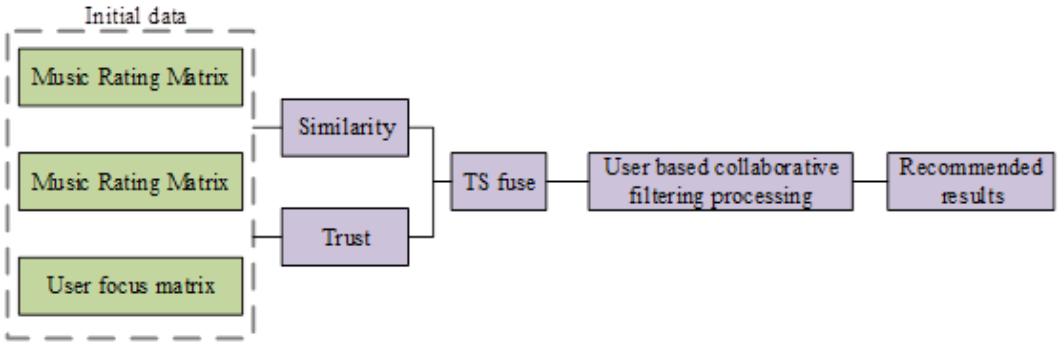 Initial data
Music Rating Matrix
Music Rating Matrix
User focus matrix
Similarity
Trust
TS fuse
User based collaborative
filtering processing
Recommended
results